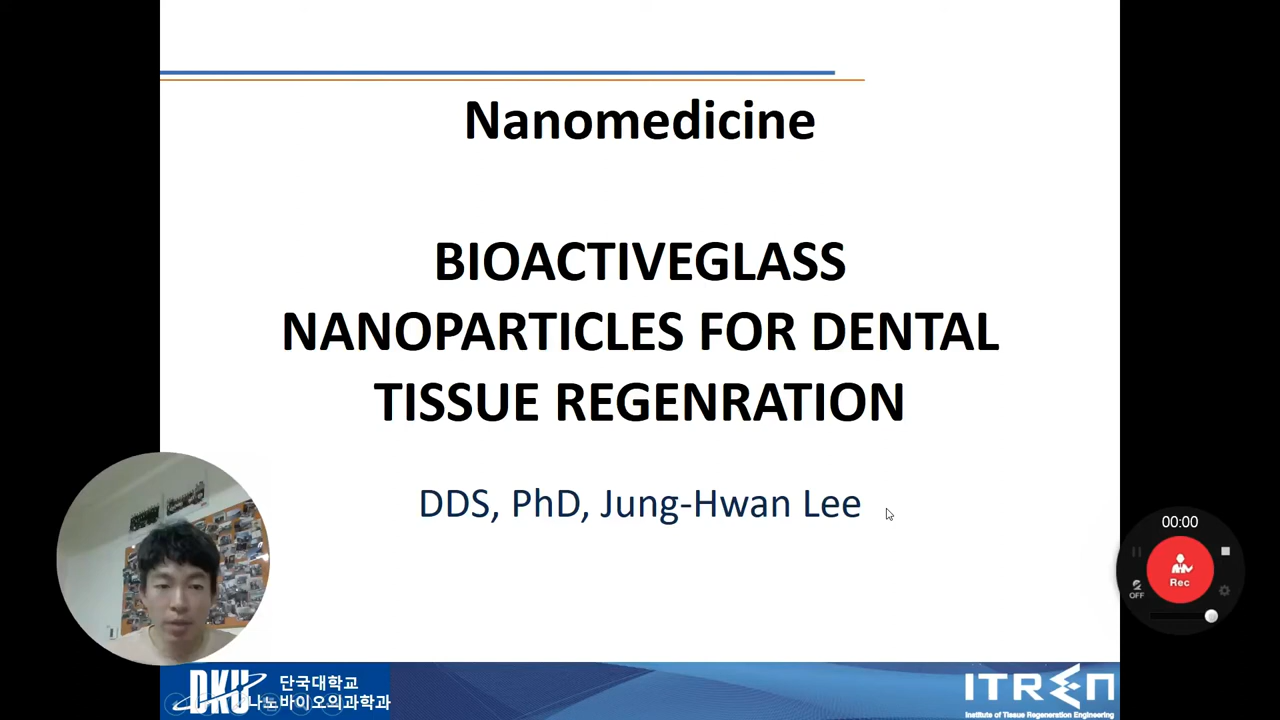 Nanomedicine
BIOACTIVEGLASS
NANOPARTICLES FOR DENTAL
TISSUE REGENRATION
DDS, PhD, Jung-Hwan Lee
00:00
Rec
OFF
DKU
단국대학교
나노바이오의과학과
ITREN
Institute of Tissue Regeneration Engineering